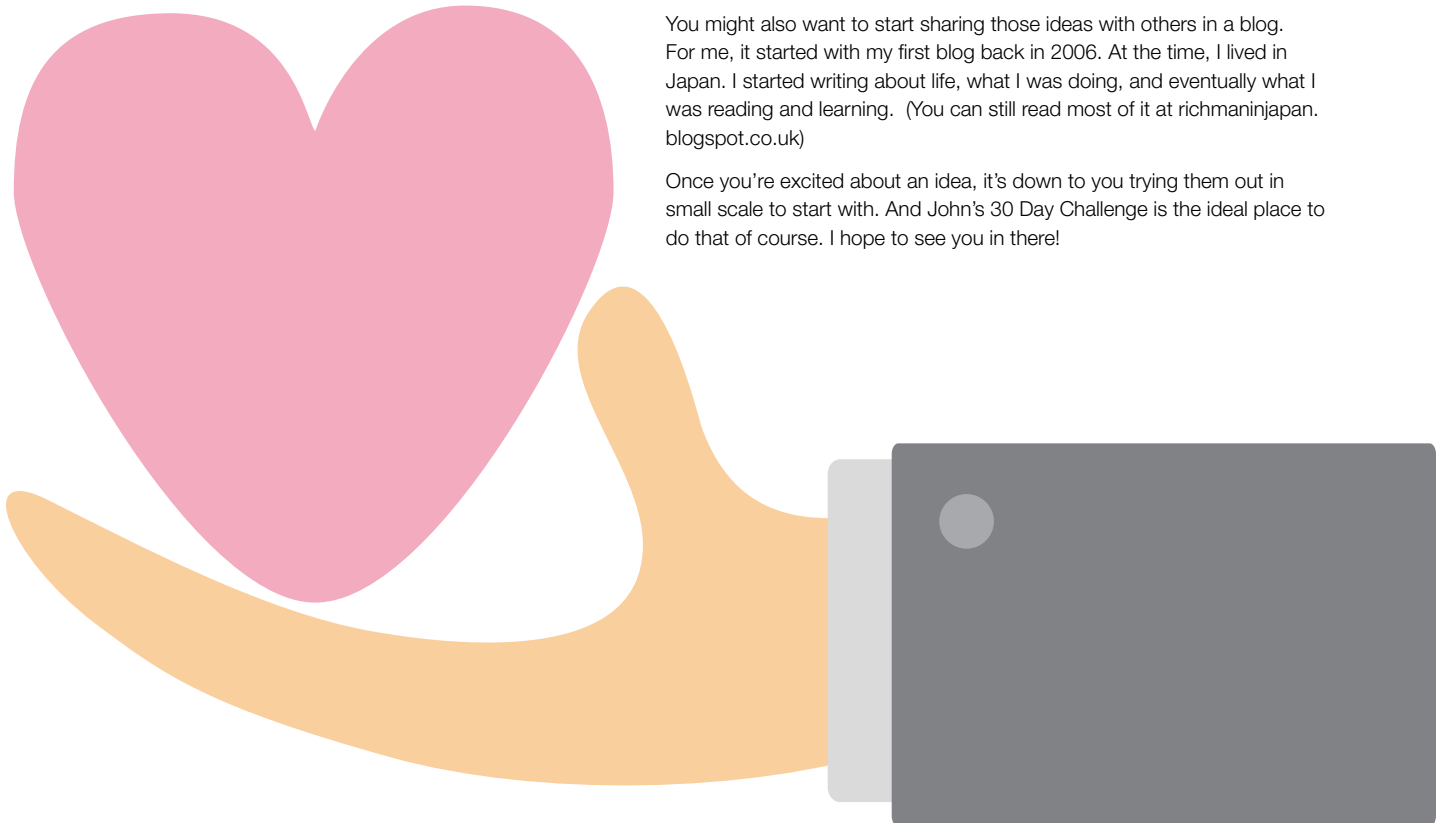 You might also want to start sharing those ideas with others in a blog.
For me, it started with my first blog back in 2006. At the time, I lived in
Japan. I started writing about life, what I was doing, and eventually what I
was reading and learning.  (You can still read most of it at richmaninjapan.
blogspot.co.uk)
Once you’re excited about an idea, it’s down to you trying them out in
small scale to start with. And John’s 30 Day Challenge is the ideal place to
do that of course. I hope to see you in there!